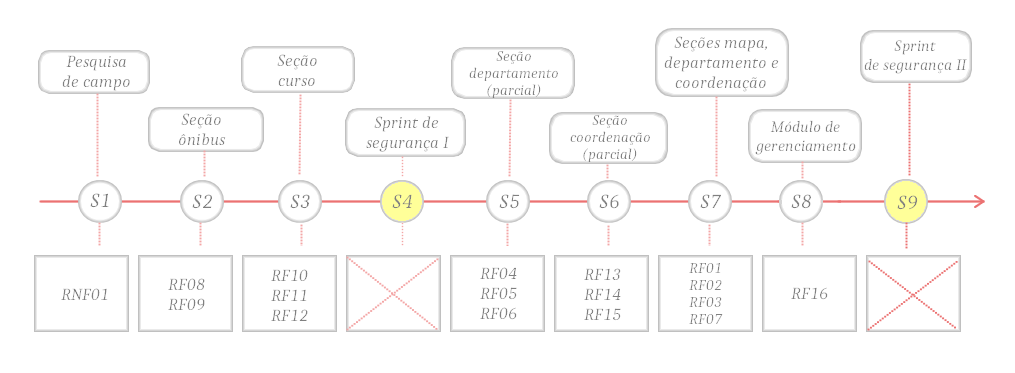 Pesquisa
de campo
Seção
ônibus
Seção
curso
Sprint de
segurança I
Seção
departamento
(parcial)
Seção
coordenação
(parcial)
Seções mapa,
departamento e
coordenação
Módulo de
gerenciamento
Sprint
de segurança II
S1
S2
S3
S4
S5
S6
S7
S8
S9
RNF01
RF08
RF09
RF10
RF11
RF12
RF04
RF05
RF06
RF13
RF14
RF15
RF01
RF02
RF03
RF07
RF16